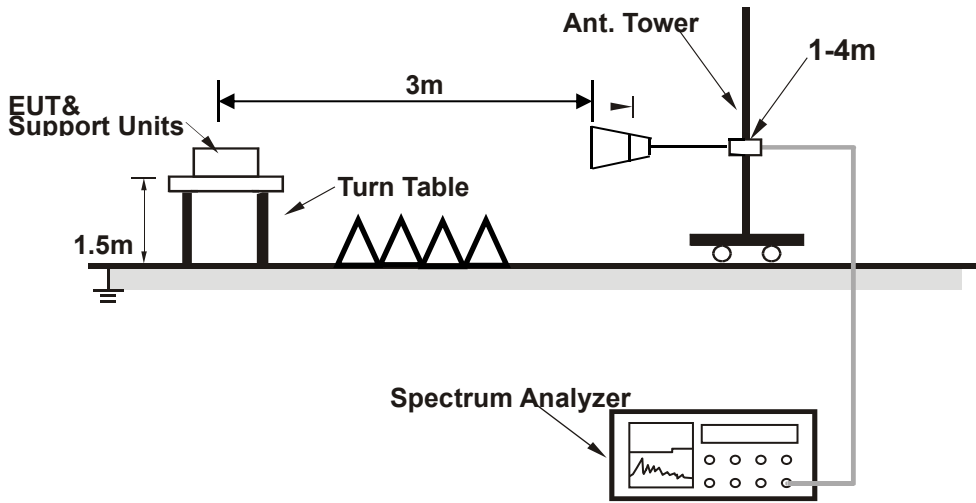 Ant. Tower
1-4m
3m
EUT&
Support Units
Turn Table
1.5m
Spectrum Analyzer